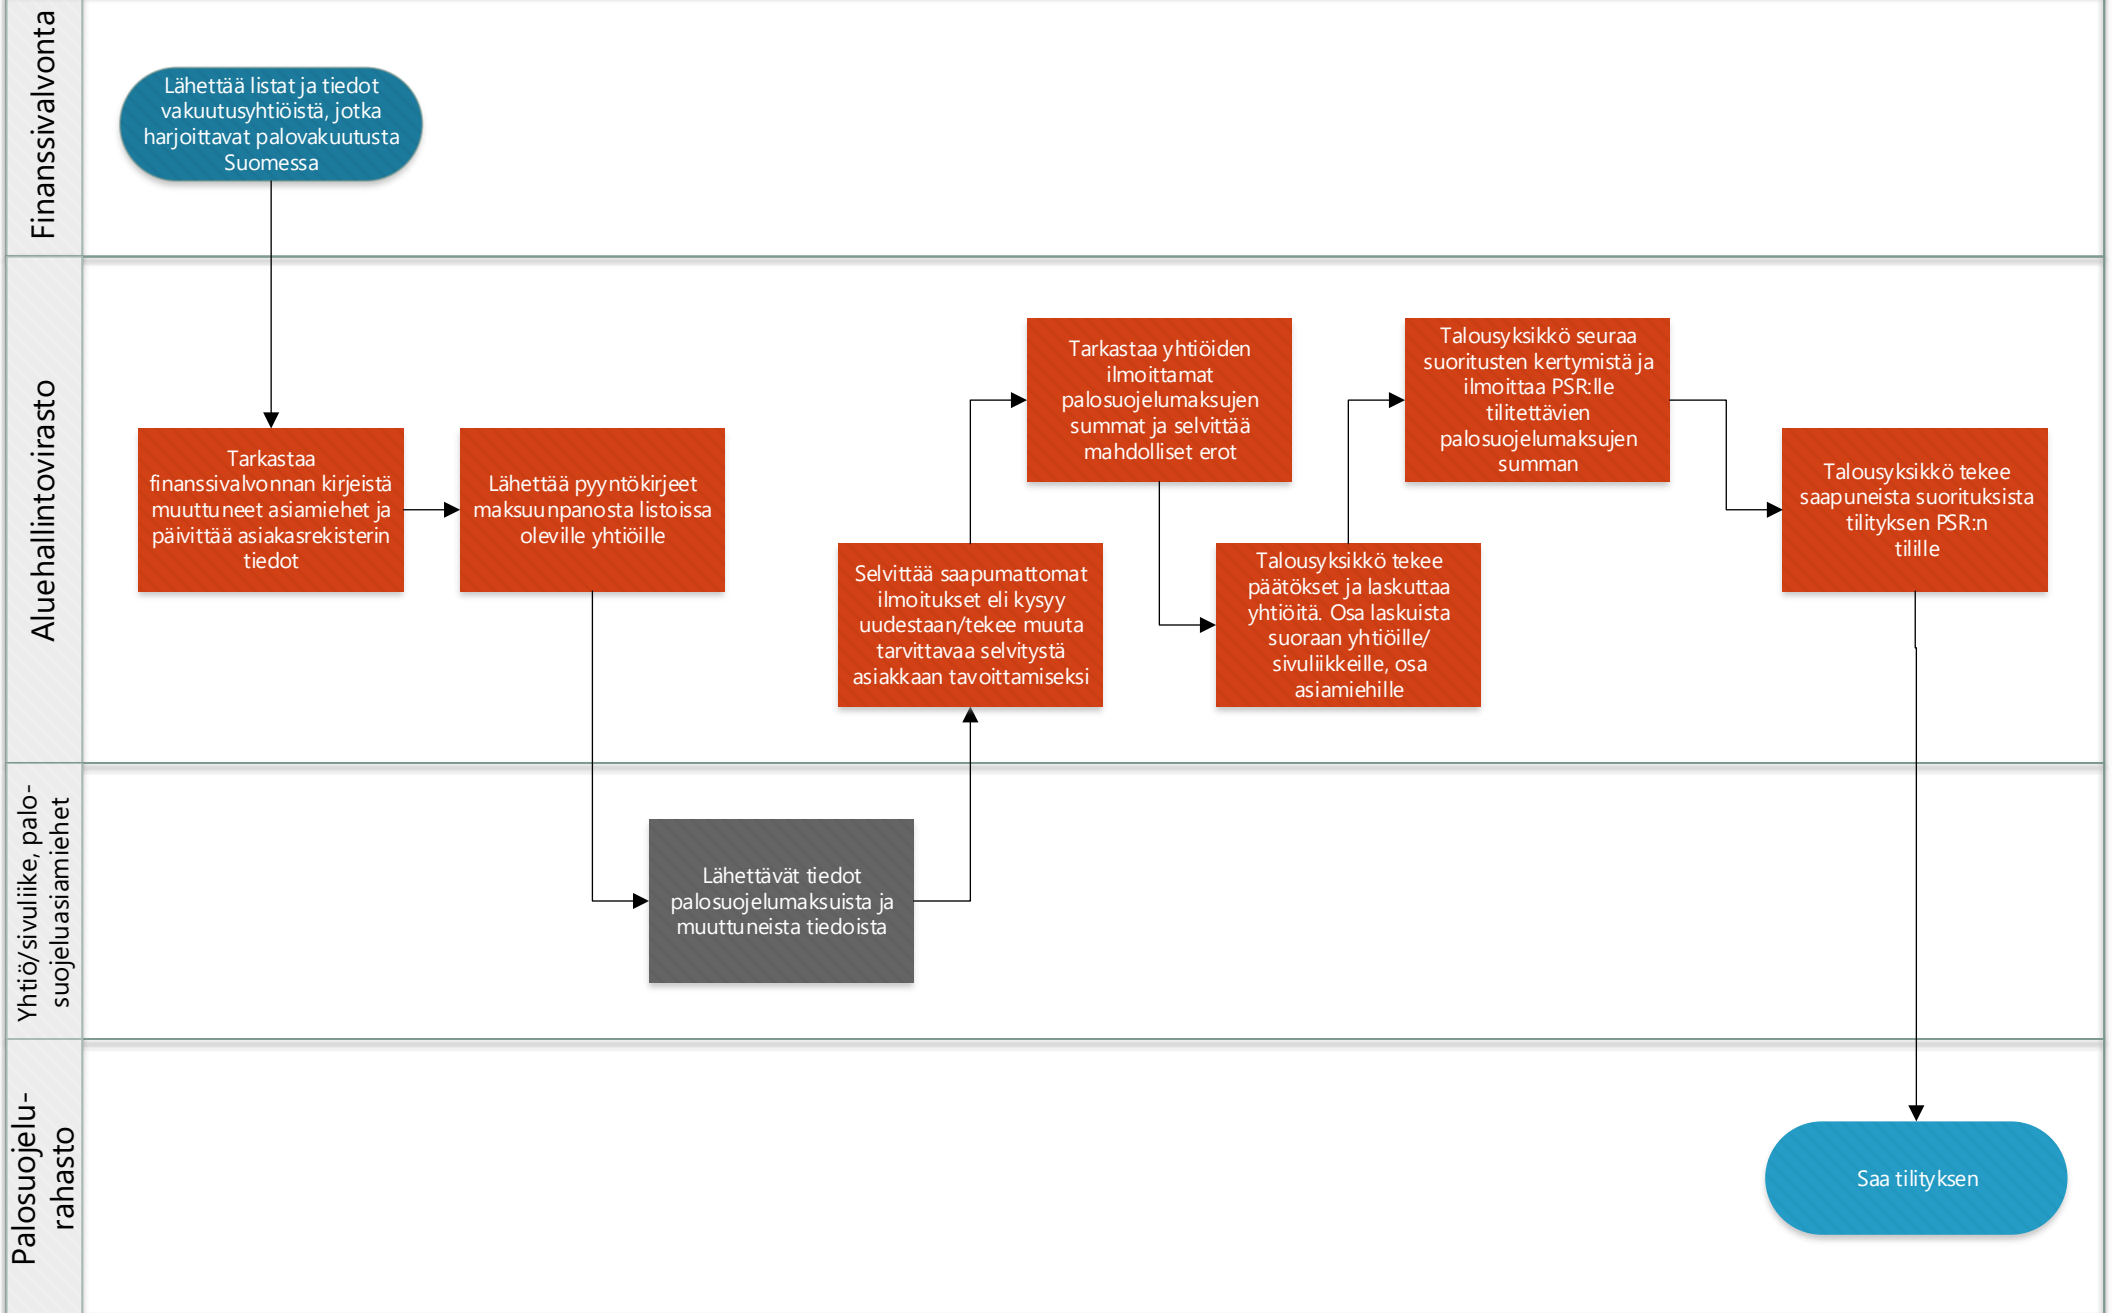 Finanssivalvonta
Lähettää listat ja tiedot
vakuutusyhtiöistä, jotka
harjoittavat palovakuutusta
Suomessa
Aluehallintovirasto
Tarkastaa
finanssivalvonnan kirjeistä
muuttuneet asiamiehet ja
päivittää asiakasrekisterin
tiedot
Lähettää pyyntökirjeet
maksuunpanosta listoissa
oleville yhtiöille
Selvittää saapumattomat
ilmoitukset eli kysyy
uudestaan/tekee muuta
tarvittavaa selvitystä
asiakkaan tavoittamiseksi
Tarkastaa yhtiöiden
ilmoittamat
palosuojelumaksujen
summat ja selvittää
mahdolliset erot
Talousyksikkö tekee
päätökset ja laskuttaa
yhtiöitä. Osa laskuista
suoraan yhtiöille/
sivuliikkeille, osa
asiamiehille
Talousyksikkö seuraa
suoritusten kertymistä ja
ilmoittaa PSR:lle
tilitettävien
palosuojelumaksujen
summan
Talousyksikkö tekee
saapuneista suorituksista
tilityksen PSR:n
tilille
Yhtiö/sivuliike, palo-
suojeluasiamiehet
Lähettävät tiedot
palosuojelumaksuista ja
muuttuneista tiedoista
Palosuojelu-
rahasto
Saa tilityksen